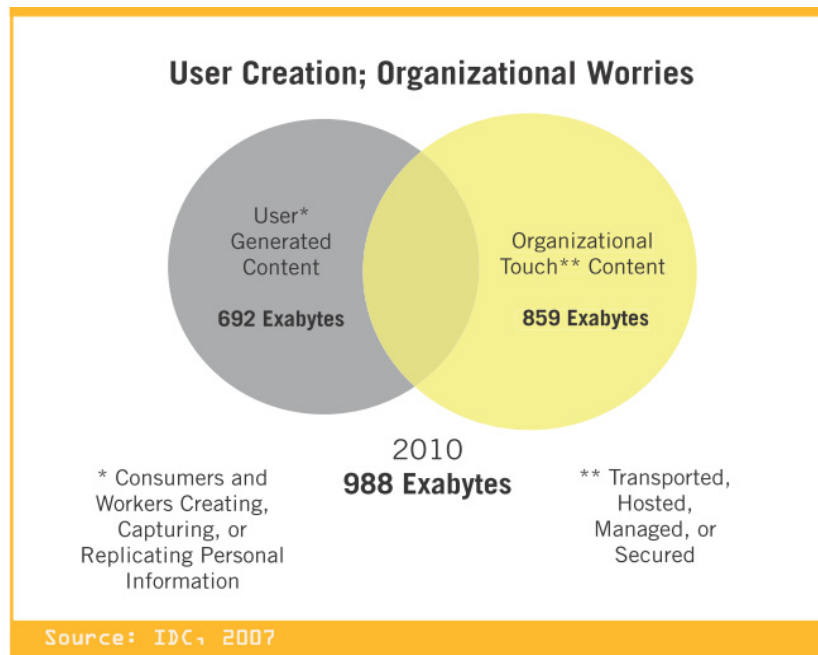 User Creation; Organizational Worries
User*
Generated
Content
692 Exabytes
Organizational
Touch** Content
859 Exabytes
2010
988 Exabytes
* Consumers and
Workers Creating,
Capturing, or
Replicating Personal
Information
** Transported,
Hosted,
Managed, or
Secured
Source: IDC, 2007